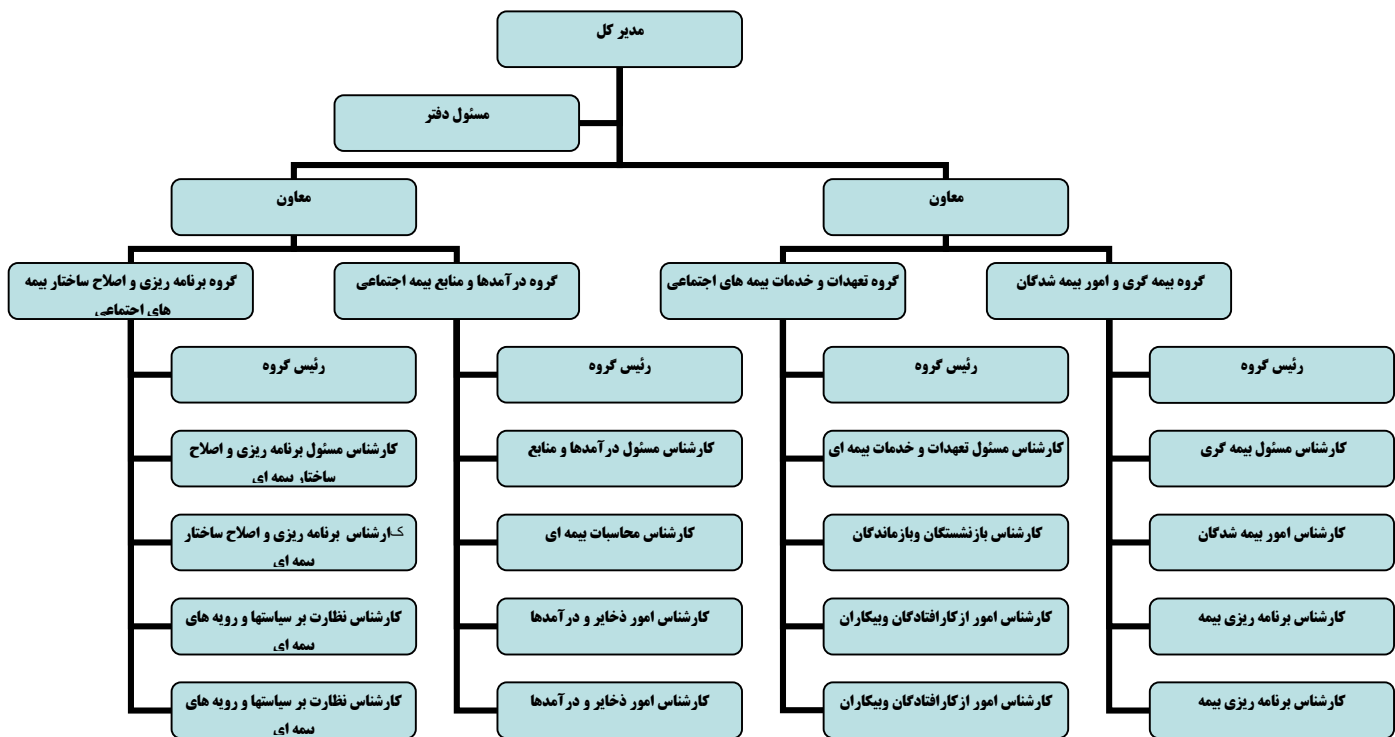 مدیر کل
مسئول دفتر
معاون
معاون
گروه بیمه گری و امور بیمه شدگان
گروه تعهدات و خدمات بیمه های اجتماعی
گروه درآمدها و منابع بیمه اجتماعی
گروه برنامه ریزی و اصلاح ساختار بیمه
های اجتماعی
رئیس گروه
رئیس گروه
رئیس گروه
رئیس گروه
کارشناس مسئول بیمه گری
کارشناس مسئول تعهدات و خدمات بیمه ای
کارشناس مسئول درآمدها و منابع
کارشناس مسئول برنامه ریزی و اصلاح
ساختار بیمه ای
کارشناس امور بیمه شدگان
کارشناس بازنشستگان وبازماندگان
کارشناس محاسبات بیمه ای
کارشناس برنامه ریزی و اصلاح ساختار
بیمه ای
کارشناس برنامه ریزی بیمه
کارشناس امور ازکارافتادگان وبیکاران
کارشناس امور ذخایر و درآمدها
کارشناس نظارت بر سیاستها و رویه های
بیمه ای
کارشناس برنامه ریزی بیمه
کارشناس امور ازکارافتادگان وبیکاران
کارشناس امور ذخایر و درآمدها
کارشناس نظارت بر سیاستها و رویه های
بیمه ای